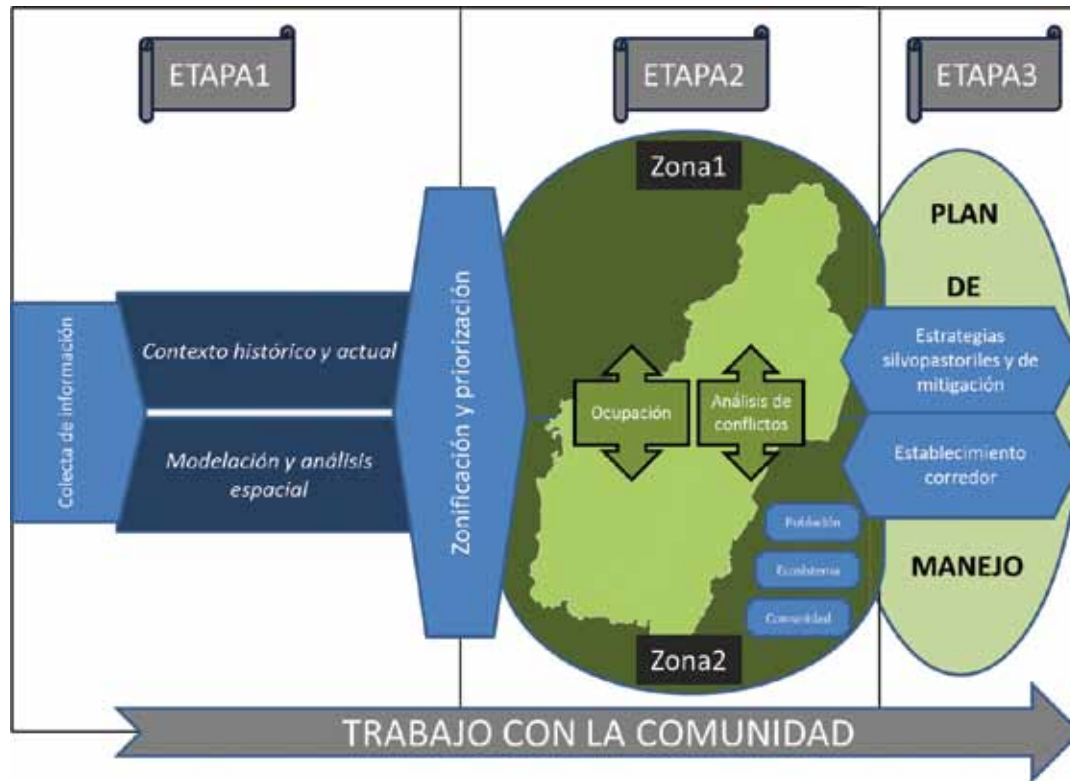 ETAPA1
ETAPA2
ETAPA3
Colecta de información
Contexto histórico y actual
Modelación y análisis
espacial
Zonificación y priorización
Zona1
Ocupación
Análisis de
conflictos
Población
Ecosistema
Comunidad
Zona2
PLAN
DE
Estrategias
silvopastoriles y de
mitigación
Establecimiento
corredor
MANEJO
TRABAJO CON LA COMUNIDAD